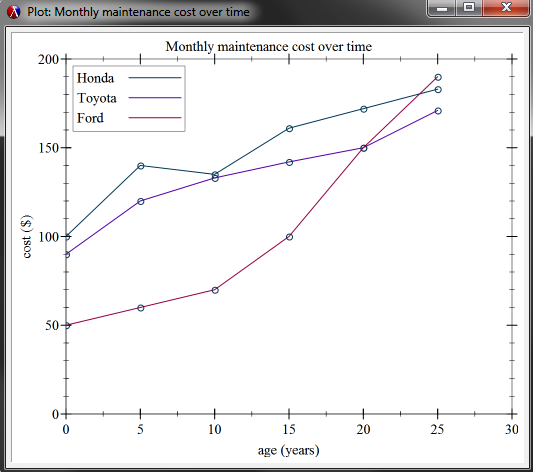 Plot: Monthly maintenance cost over time
Monthly maintenance cost over time
200
Honda
Toyota
Ford
150
100
50
0
cost ($)
0 5 10 15 20 25 30
age (years)